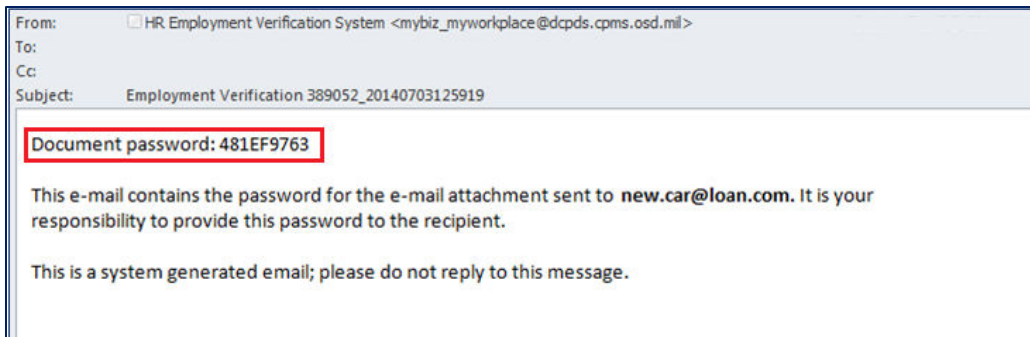 From: HR Employment Verification System <mybiz_myworkplace@dcpds.cpms.osd.mil>
To:
Cc:
Subject: Employment Verification 389052_20140703125919
Document password: 481EF9763
This e-mail contains the password for the e-mail attachment sent to new.car@loan.com. It is your
responsibility to provide this password to the recipient.
This is a system generated email; please do not reply to this message.